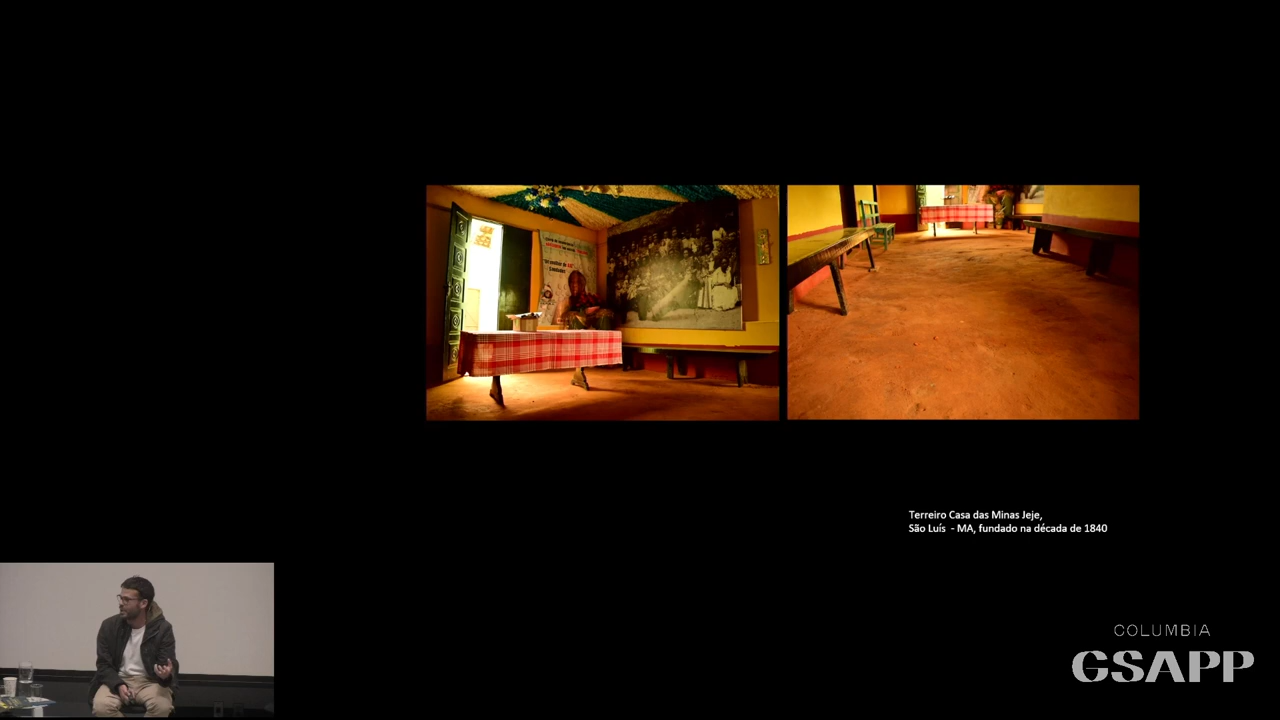 Terreiro Casa das Minas Jeje,
São Luís - MA, fundado na década de 1840
COLUMBIA
GSAPP